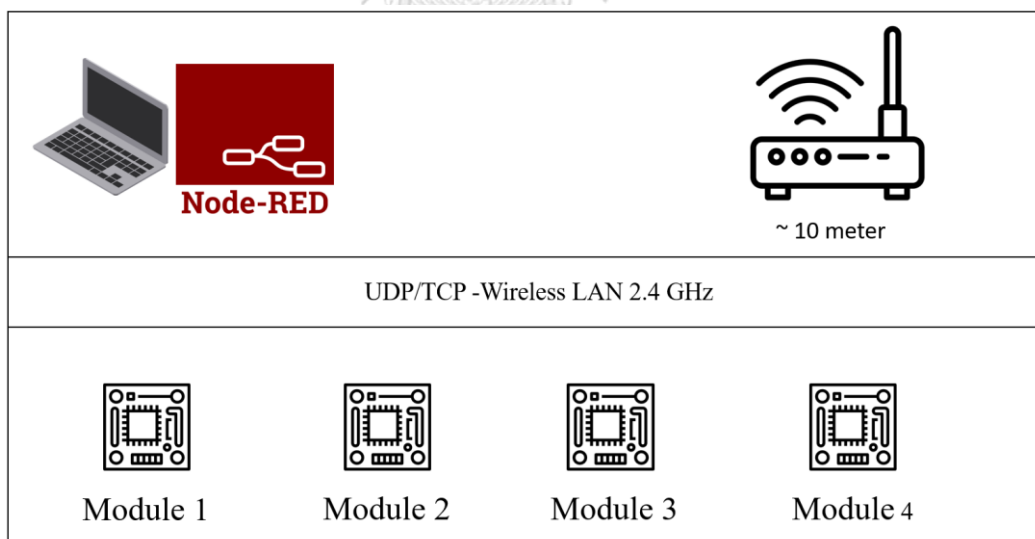 Node-RED
~ 10 meter
UDP/TCP -Wireless LAN 2.4 GHz
Module 1
Module 2
Module 3
Module 4